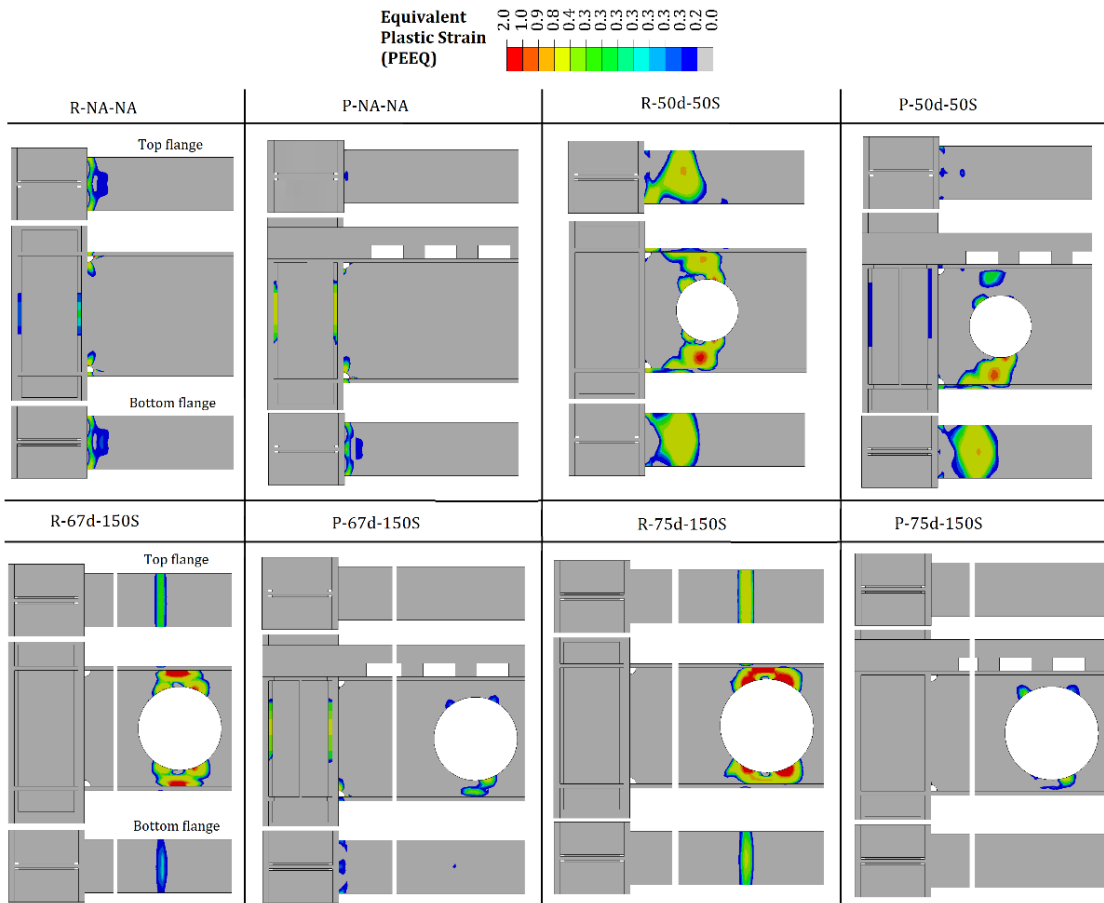 Equivalent
Plastic Strain
(PEEQ)
2.0
1.0
0.9
0.8
0.4
0.3
0.3
0.3
0.3
0.3
0.3
0.2
0.0
R-NA-NA
P-NA-NA
R-50d-50S
P-50d-50S
Top flange
Bottom flange
R-67d-150S
P-67d-150S
R-75d-150S
P-75d-150S
Top flange
Bottom flange